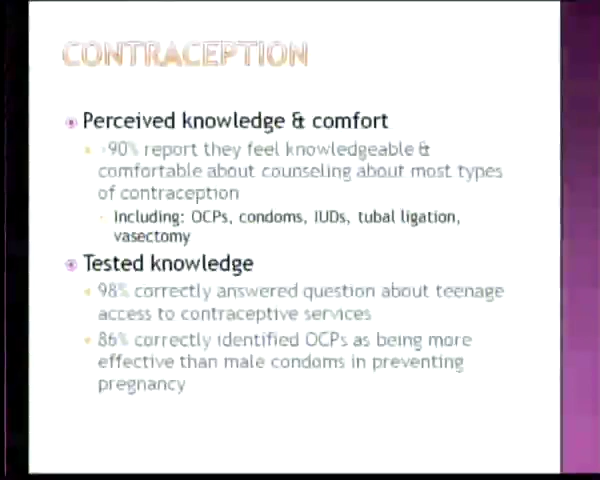 CONTRACEPTION
Perceived knowledge & comfort
>90% report they feel knowledgeable &
comfortable about counseling about most types
of contraception
Including: OCPs, condoms, IUDs, tubal ligation,
vasectomy
Tested knowledge
98% correctly answered question about teenage
access to contraceptive services
86% correctly identified OCPs as being more
effective than male condoms in preventing
pregnancy